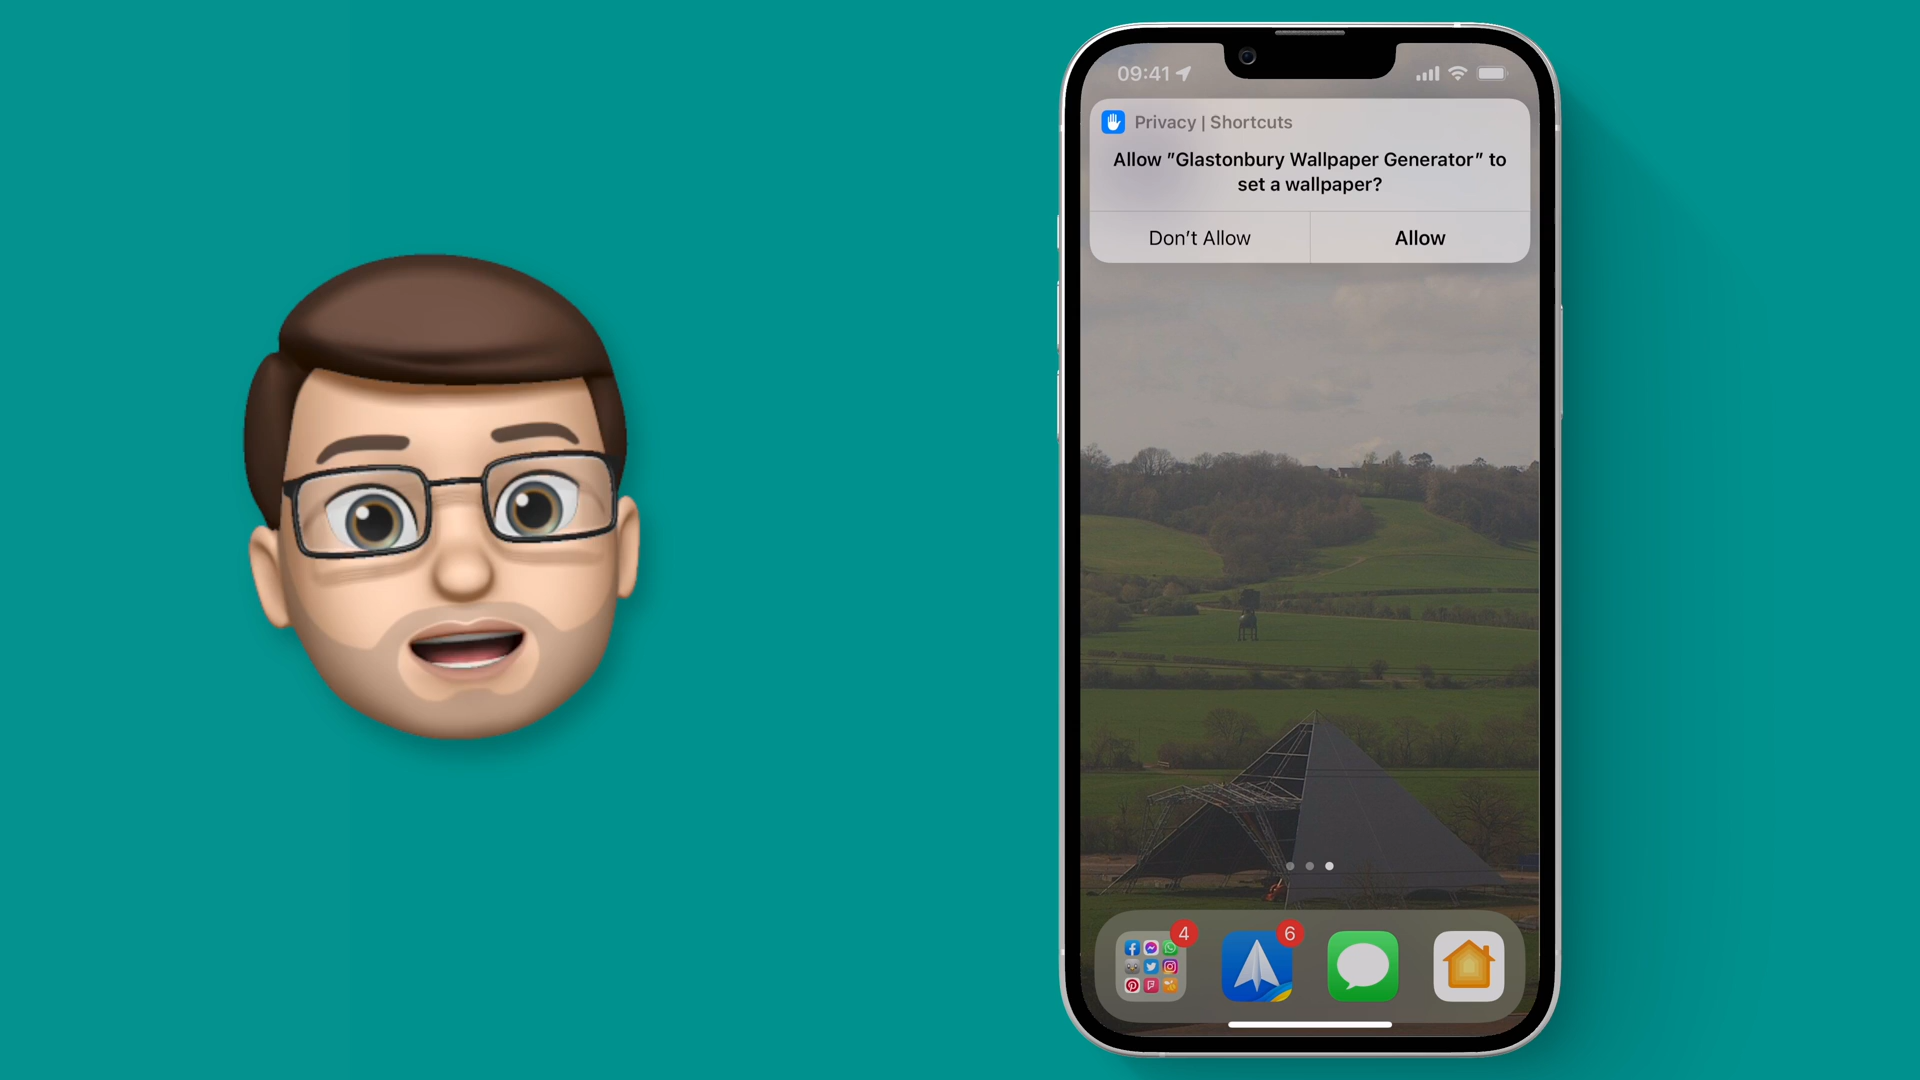 09:41
Privacy | Shortcuts
Allow "Glastonbury Wallpaper Generator" to
set a wallpaper?
Don't Allow
Allow
4
6